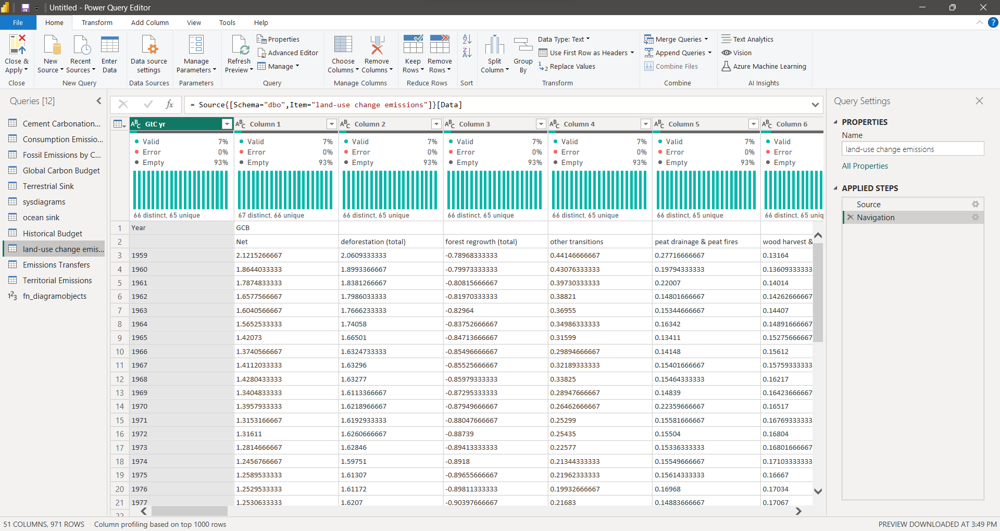 Untitled - Power Query Editor
File Home Transform Add Column View Tools Help
Close & Apply
Close
New Source
Recent Sources
Enter Data
New Query
Data source settings
Data Sources
Manage Parameters
Parameters
Refresh Preview
Properties
Advanced Editor
Manage
Query
Choose Columns
Remove Columns
Manage Columns
Keep Rows
Remove Rows
Reduce Rows
Sort
Split Column
Group By
Data Type: Text
Use First Row as Headers
Replace Values
Transform
Merge Queries
Append Queries
Combine Files
Combine
Text Analytics
Vision
Azure Machine Learning
AI Insights
Queries [12]
Cement Carbonation...
Consumption Emissio...
Fossil Emissions by C...
Global Carbon Budget
Terrestrial Sink
sysdiagrams
ocean sink
Historical Budget
land-use change emis...
Emissions Transfers
Territorial Emissions
fn_diagramobjects
fx = Source{[Schema="dbo",Item="land-use change emissions"]}[Data]
GtC yr Column 1 Column 2 Column 3 Column 4 Column 5 Column 6
Valid 7% Valid 7% Valid 7% Valid 7% Valid 7% Valid 7% Valid
Error 0% Error 0% Error 0% Error 0% Error 0% Error 0% Error
Empty 93% Empty 93% Empty 93% Empty 93% Empty 93% Empty 93% Empty
66 distinct, 65 unique 67 distinct, 66 unique 66 distinct, 65 unique 66 distinct, 65 unique 66 distinct, 65 unique 66 distinct, 65 unique 66 distinct, 65 uniq
1 Year GCB
2 Net deforestation (total) forest regrowth (total) other transitions peat drainage & peat fires wood harvest &
3 1959 2.1215266667 2.0609333333 -0.78968333333 0.44146666667 0.27716666667 0.13164
4 1960 1.8644033333 1.8993366667 -0.79973333333 0.43076333333 0.19794333333 0.13609333333
5 1961 1.7874833333 1.8381266667 -0.80815666667 0.39730333333 0.22007 0.14014
6 1962 1.6577566667 1.7986033333 -0.81970333333 0.38821 0.14801666667 0.14262666667
7 1963 1.6040566667 1.7666233333 -0.82964 0.36955 0.15344666667 0.14407
8 1964 1.5652533333 1.74058 -0.83752666667 0.34986333333 0.16342 0.14891666667
9 1965 1.42073 1.66501 -0.84713666667 0.31599 0.13411 0.15275666667
10 1966 1.3740566667 1.6324733333 -0.85496666667 0.29894666667 0.14148 0.15612
11 1967 1.4112033333 1.63296 -0.85525666667 0.32189333333 0.15401666667 0.15759333333
12 1968 1.4280433333 1.63277 -0.85979333333 0.33825 0.15464333333 0.16217
13 1969 1.3404833333 1.6113366667 -0.87295333333 0.28947666667 0.14839 0.16423666667
14 1970 1.3957933333 1.6218966667 -0.87949666667 0.26462666667 0.22359666667 0.16517
15 1971 1.3153166667 1.6192933333 -0.88047666667 0.25299 0.15581666667 0.16769333333
16 1972 1.31611 1.6260666667 -0.88739 0.25435 0.15504 0.16804
17 1973 1.2814666667 1.62846 -0.89413333333 0.22577 0.15336333333 0.16801666667
18 1974 1.2456766667 1.59751 -0.8918 0.21344333333 0.15549666667 0.17103333333
19 1975 1.2589533333 1.61307 -0.89655666667 0.21962333333 0.15614333333 0.16667
20 1976 1.2529533333 1.61172 -0.89811333333 0.19932666667 0.16968 0.17034
21 1977 1.2530633333 1.6207 -0.90397666667 0.21683 0.14883666667 0.17067
22
Query Settings
PROPERTIES
Name
land-use change emissions
All Properties
APPLIED STEPS
Source
Navigation
51 COLUMNS, 971 ROWS Column profiling based on top 1000 rows PREVIEW DOWNLOADED AT 3:49 PM